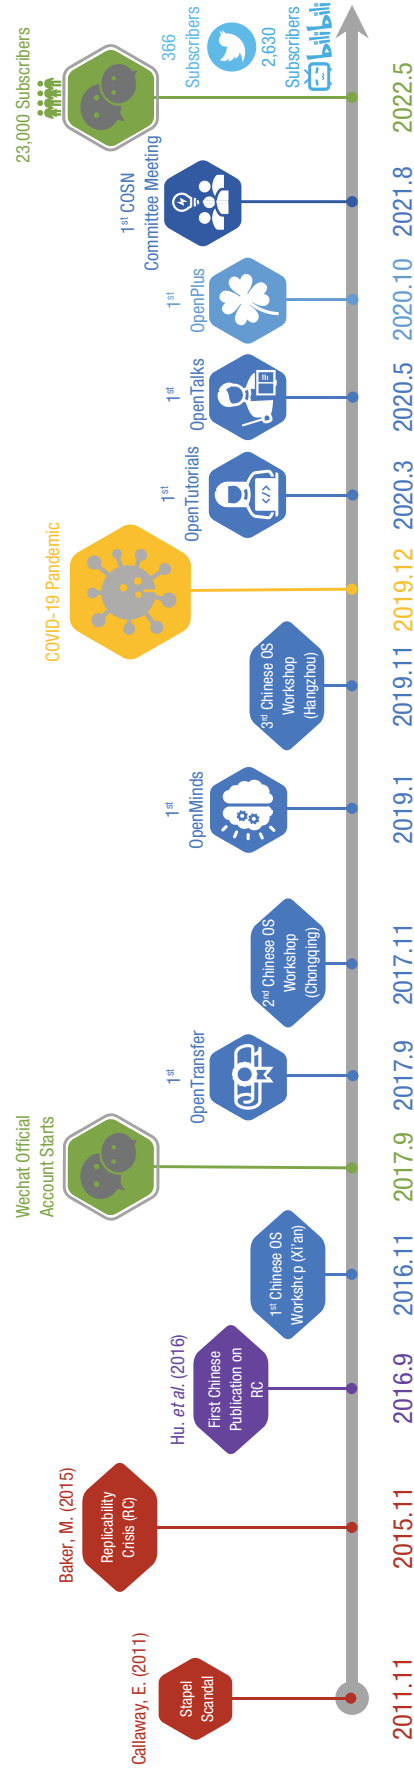 Callaway, E. (2011)
Stapel
Scandal
2011.11
Baker, M. (2015)
Replicability
Crisis (RC)
2015.11
Hu. et al. (2016)
First Chinese
Publication on
RC
2016.9
1st Chinese OS
Workshop (Xi'an)
2016.11
Wechat Official
Account Starts
2017.9
1st
OpenTransfer
2017.9
2nd Chinese OS
Workshop
(Chongqing)
2017.11
1st
OpenMinds
2019.1
3rd Chinese OS
Workshop
(Hangzhou)
2019.11
COVID-19 Pandemic
2019.12
1st
OpenTutorials
</>
2020.3
1st
OpenTalks
2020.5
1st
OpenPlus
2020.10
1st COSN
Committee Meeting
2021.8
23,000 Subscribers
366
Subscribers
2,630
Subscribers
bilibili
2022.5